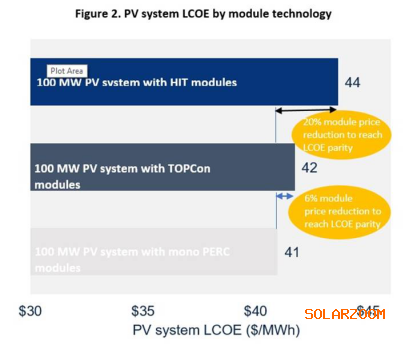 Figure 2. PV system LCOE by module technology
Plot Area
100 MW PV system with HIT modules
44
20% module price
reduction to reach
LCOE parity
100 MW PV system with TOPCon
modules
42
6% module
price reduction to
reach LCOE parity
100 MW PV system with mono PERC
modules
41
$30
$35
$40
$45
SOLARZOOM
PV system LCOE ($/MWh)